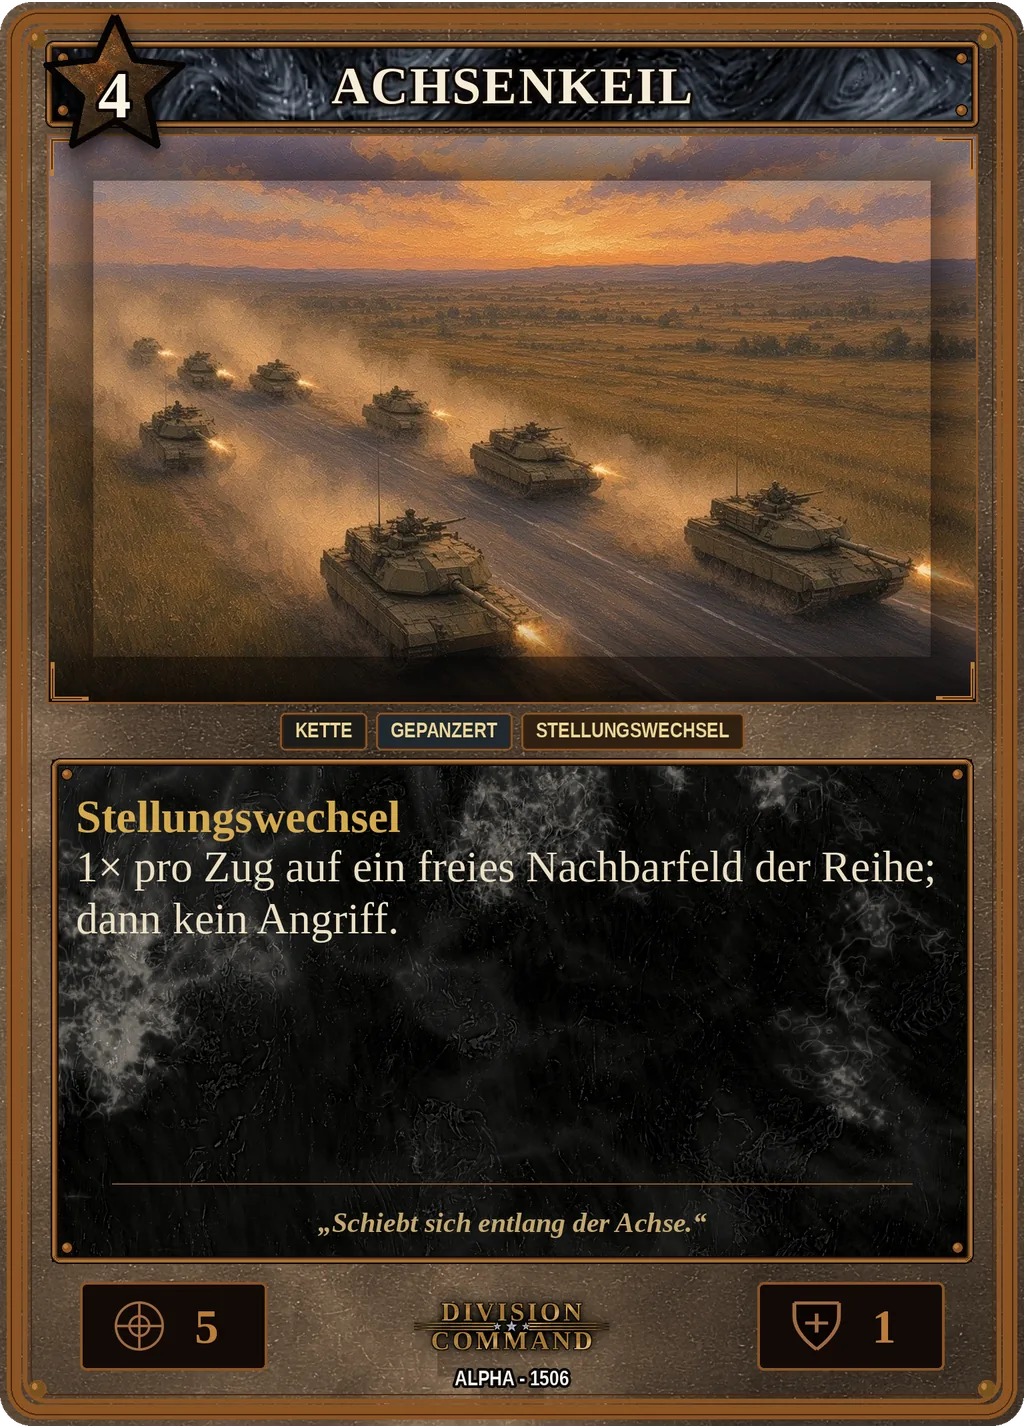 4
ACHSENKEIL
KETTE
GEPANZERT
STELLUNGSWECHSEL
Stellungswechsel
1× pro Zug auf ein freies Nachbarfeld der Reihe;
dann kein Angriff.
„Schiebt sich entlang der Achse.“
5
DIVISION
COMMAND
ALPHA - 1506
1